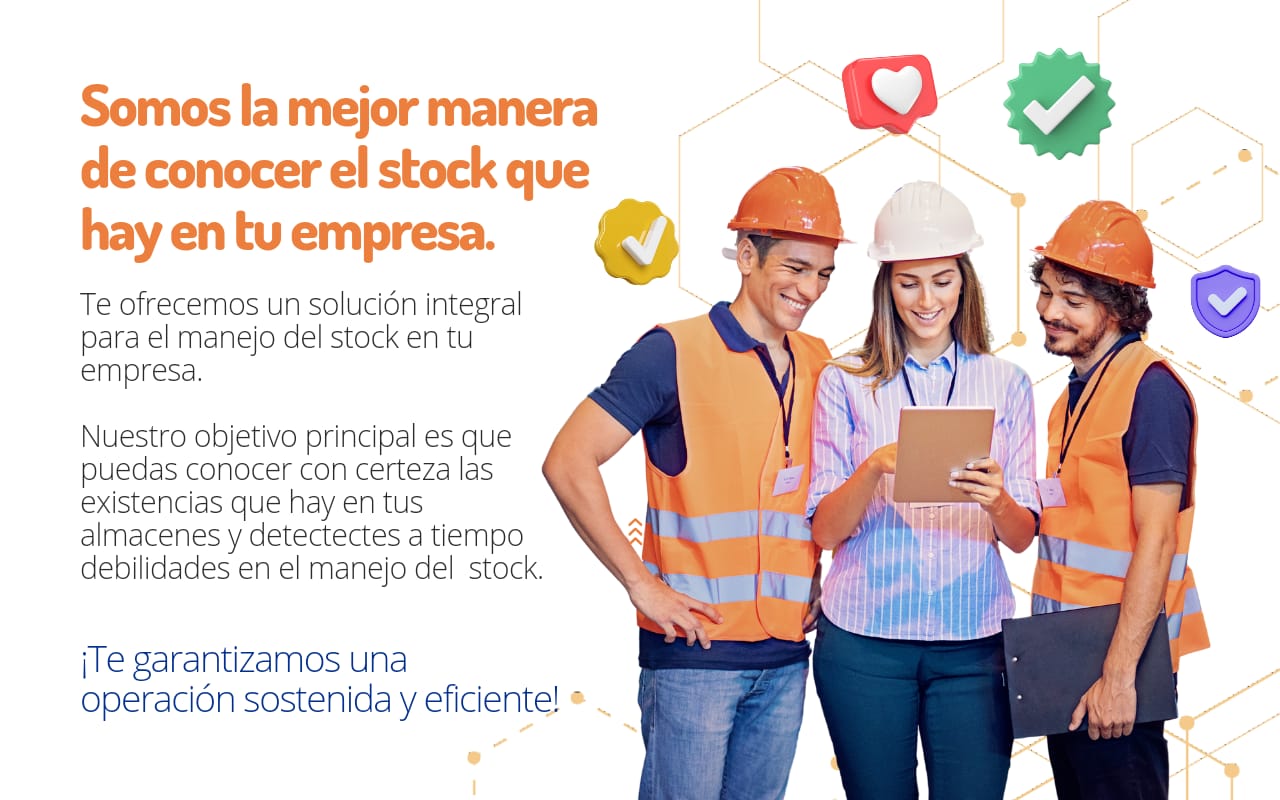 Somos la mejor manera
de conocer el stock que
hay en tu empresa.
Te ofrecemos un solución integral
para el manejo del stock en tu
empresa.
Nuestro objetivo principal es que
puedas conocer con certeza las
existencias que hay en tus
almacenes y detectectes a tiempo
debilidades en el manejo del  stock.
¡Te garantizamos una
operación sostenida y eficiente!